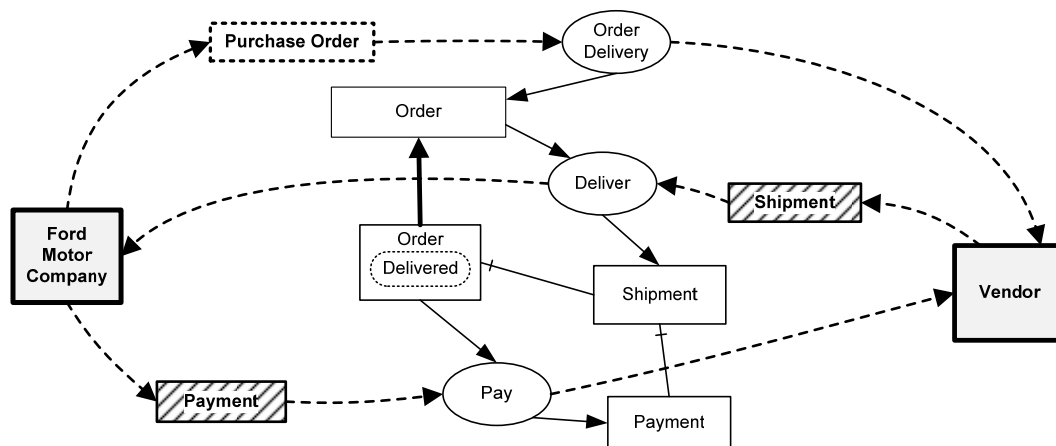 Purchase Order
Order
Delivery
Order
Deliver
Shipment
Ford
Motor
Company
Order
Delivered
Shipment
Vendor
Payment
Pay
Payment